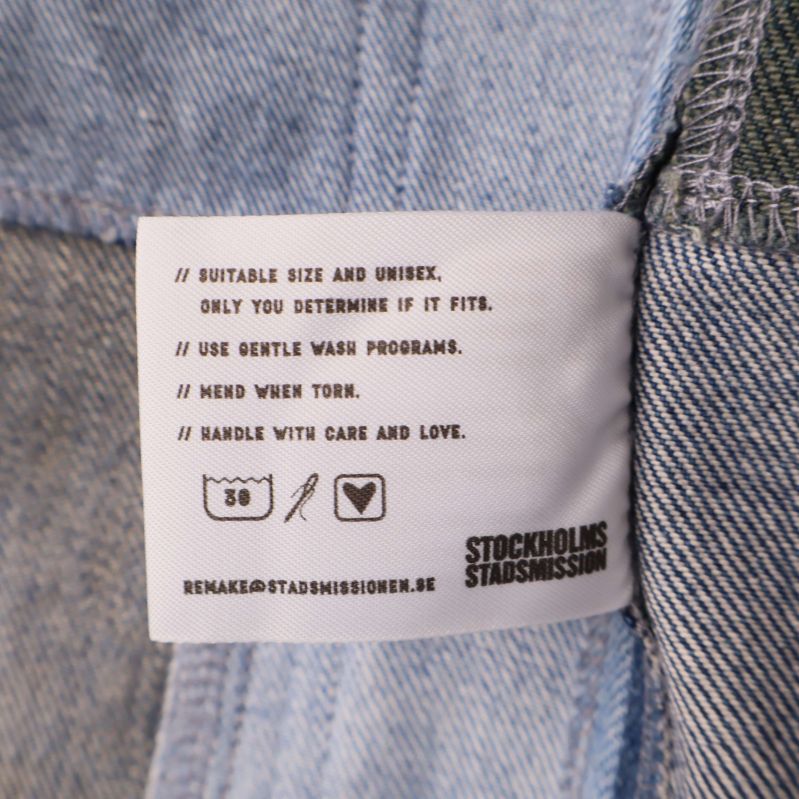 // SUITABLE SIZE AND UNISEX,
ONLY YOU DETERMINE IF IT FITS.
// USE GENTLE WASH PROGRAMS.
// MEND WHEN TORN.
// HANDLE WITH CARE AND LOVE.
30
REMAKE@STADSMISSIONEN.SE
STOCKHOLMS
STADSMISSION